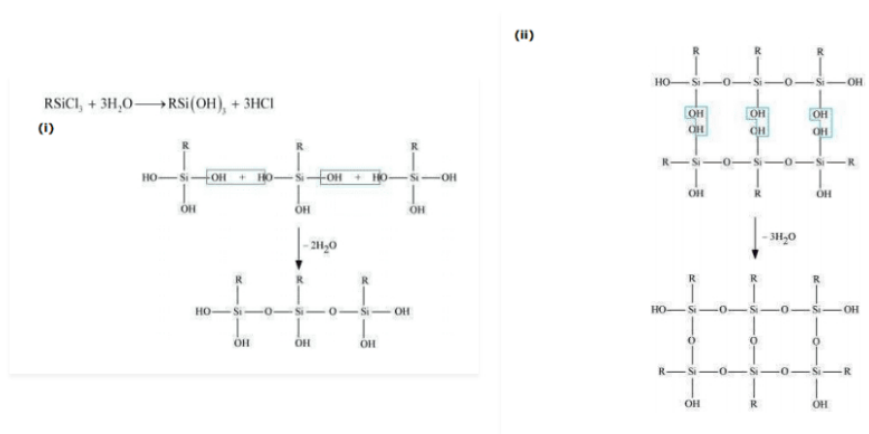 RSiCl₃ + 3H₂O ⟶ RSi(OH)₃ + 3HCl
(i)
R R R
HO—Si—OH + HO—Si—OH + HO—Si—OH
OH OH OH
- 2H₂O
R R R
HO—Si—O—Si—O—Si—OH
OH OH OH
(ii)
R R R
HO—Si—O—Si—O—Si—OH
OH OH OH
OH OH OH
R—Si—O—Si—O—Si—R
OH R OH
- 3H₂O
R R R
HO—Si—O—Si—O—Si—OH
O O O
R—Si—O—Si—O—Si—R
OH R OH